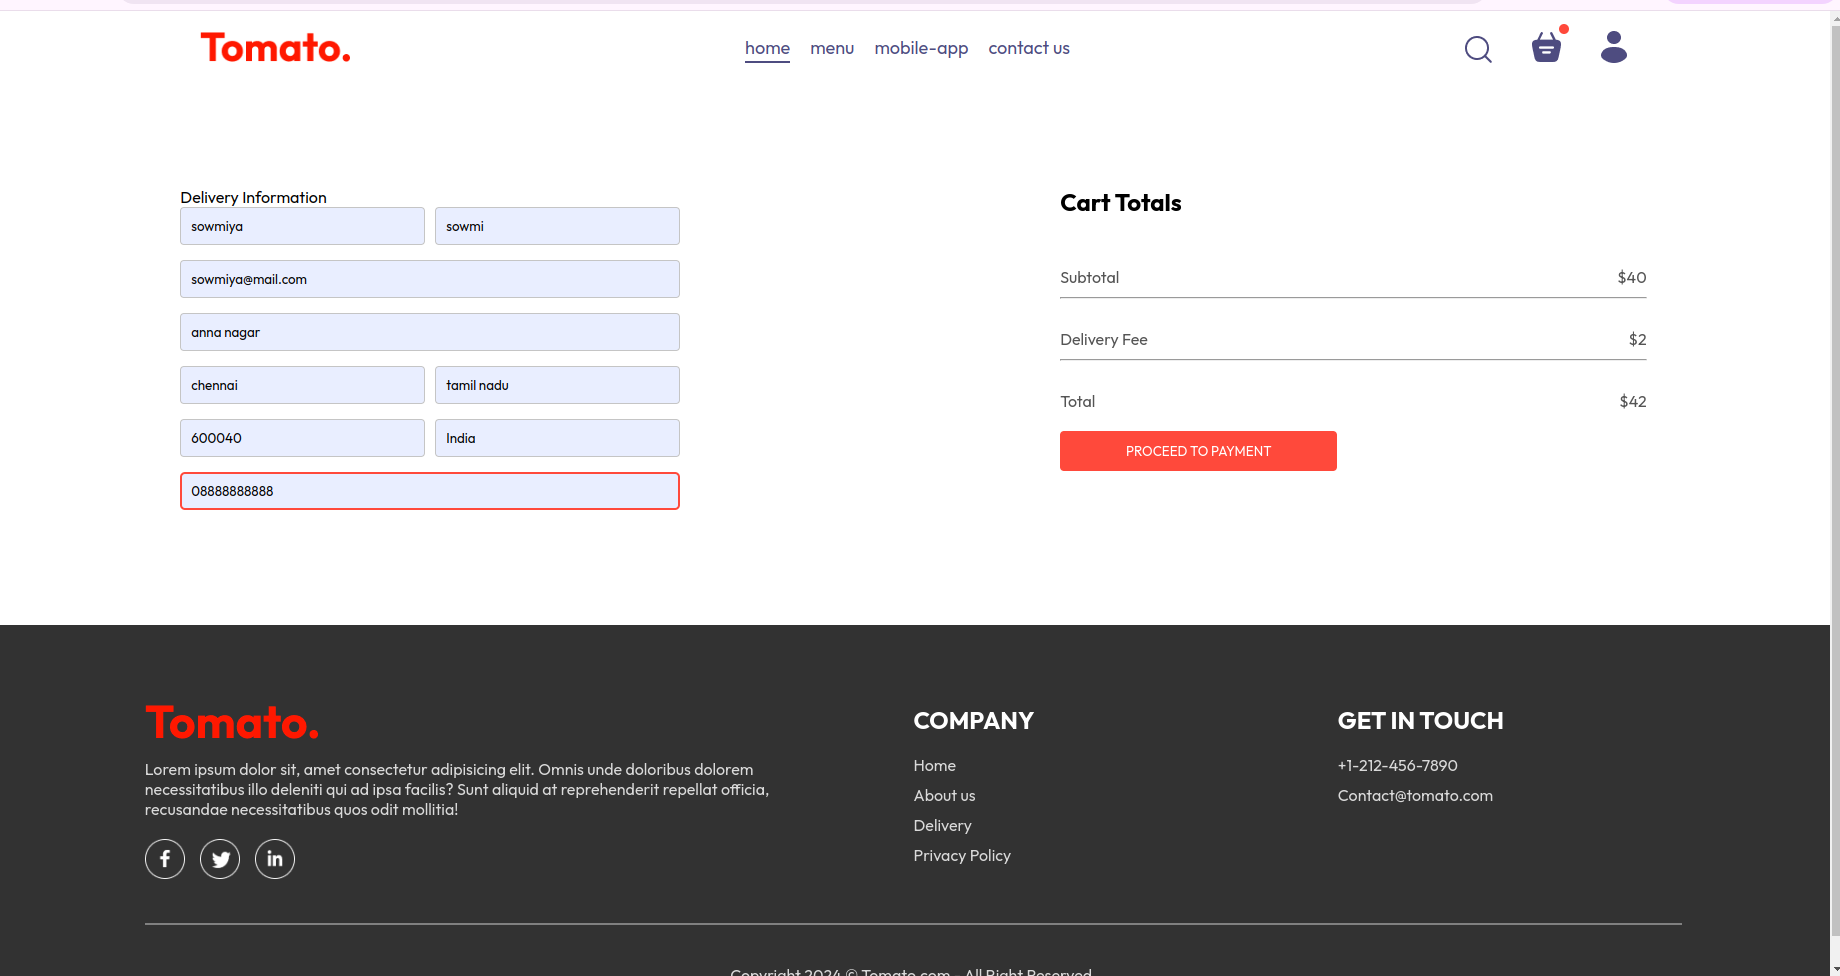 Tomato.
home menu mobile-app contact us
Delivery Information
sowmiya sowmi
sowmiya@mail.com
anna nagar
chennai tamil nadu
600040 India
08888888888
Cart Totals
Subtotal $40
Delivery Fee $2
Total $42
PROCEED TO PAYMENT
Tomato.
Lorem ipsum dolor sit, amet consectetur adipisicing elit. Omnis unde doloribus dolorem
necessitatibus illo deleniti qui ad ipsa facilis? Sunt aliquid at reprehenderit repellat officia,
recusandae necessitatibus quos odit mollitia!
COMPANY
Home
About us
Delivery
Privacy Policy
GET IN TOUCH
+1-212-456-7890
Contact@tomato.com
Copyright 2024 © Tomato.com - All Right Reserved